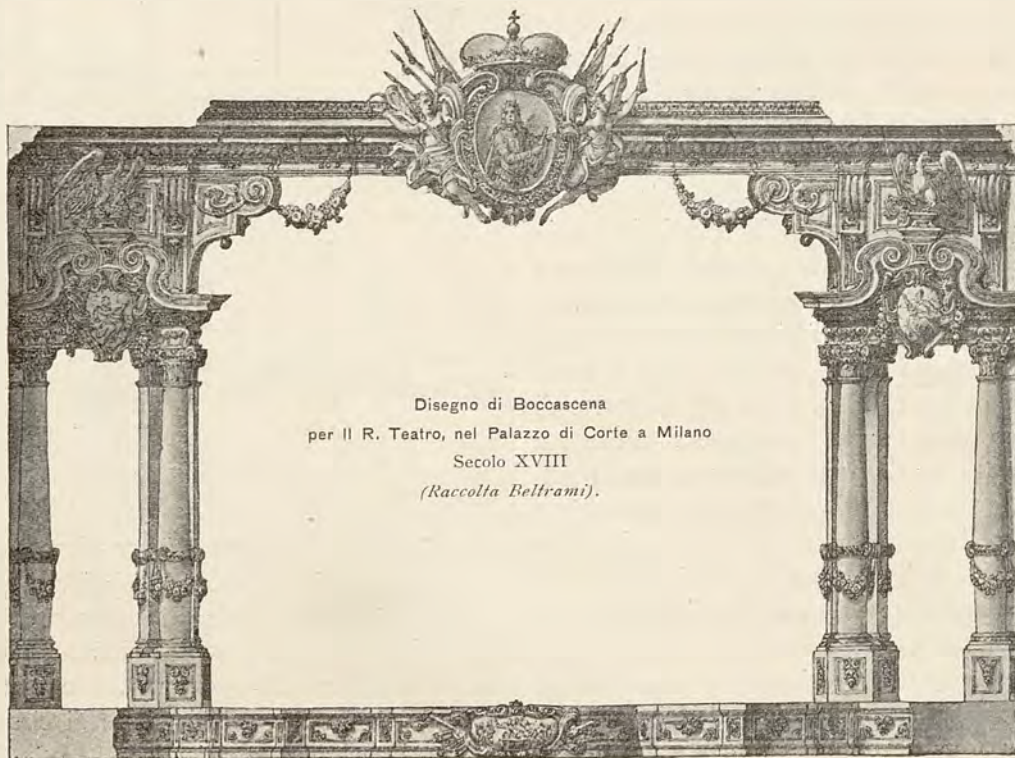 Disegno di Boccascena
per Il R. Teatro, nel Palazzo di Corte a Milano
Secolo XVIII
(Raccolta Beltrami).